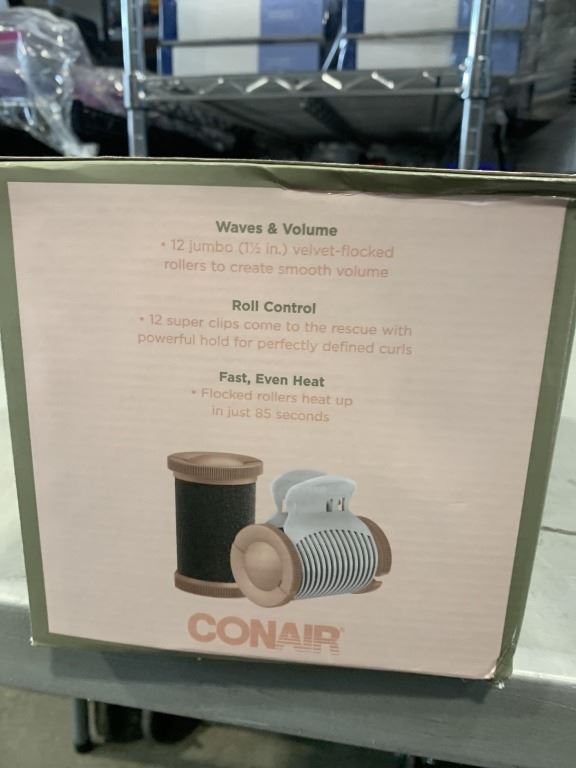 Waves & Volume
• 12 jumbo (1½ in.) velvet-flocked
rollers to create smooth volume
Roll Control
• 12 super clips come to the rescue with
powerful hold for perfectly defined curls
Fast, Even Heat
• Flocked rollers heat up
in just 85 seconds
CONAIR®